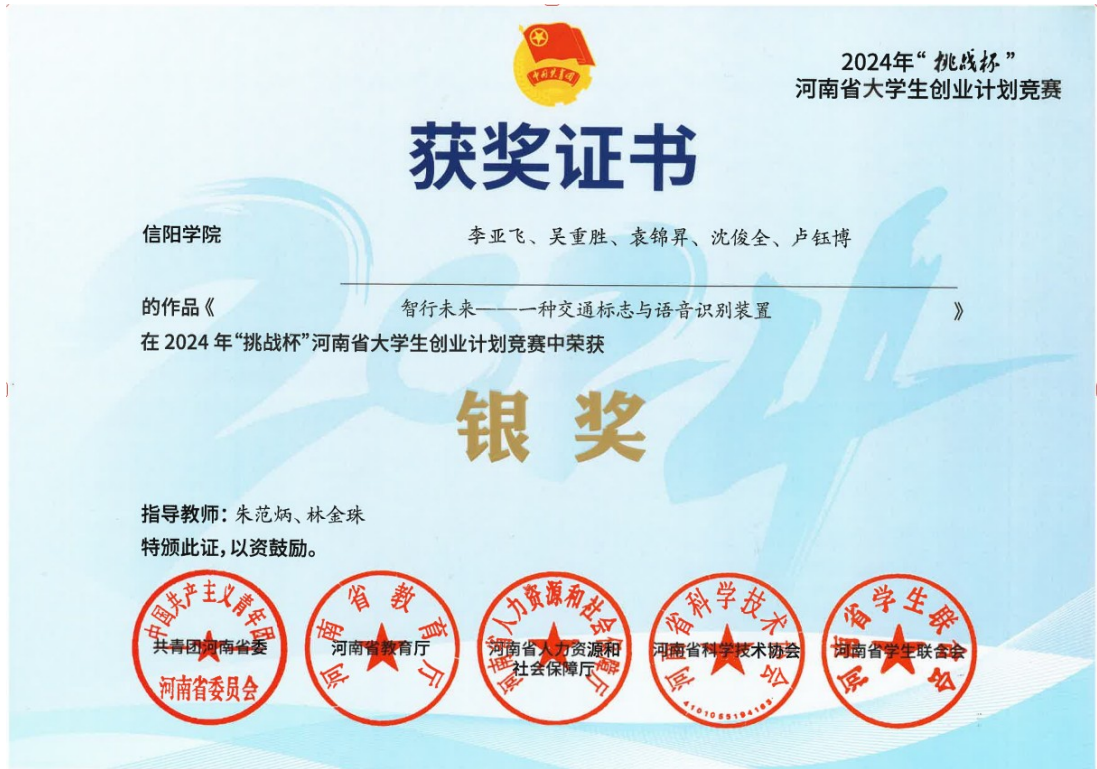 中国共青团
2024年“挑战杯”
河南省大学生创业计划竞赛
获奖证书
信阳学院 李亚飞、吴重胜、袁锦昇、沈俊全、卢钰博
的作品《 智行未来——一种交通标志与语音识别装置 》
在 2024 年“挑战杯”河南省大学生创业计划竞赛中荣获
银奖
指导教师：朱范炳、林金珠
特颁此证，以资鼓励。
中国共产主义青年团
共青团河南省委
河南省委员会
河南省教育厅
河南省教育厅
河南省人力资源和社会保障厅
河南省人力资源和
社会保障厅
河南省科学技术协会
河南省科学技术协会
4101055194163
河南省学生联合会
河南省学生联合会